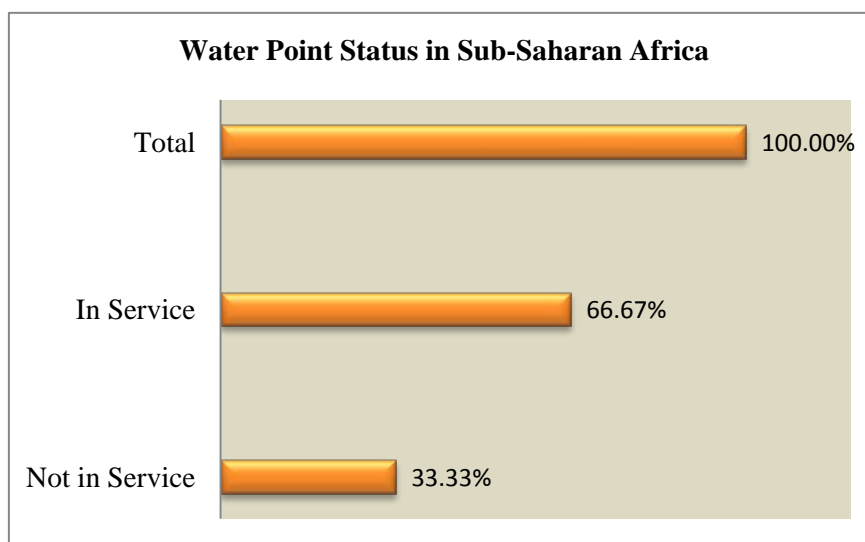 Water Point Status in Sub-Saharan Africa
Total
100.00%
In Service
66.67%
Not in Service
33.33%